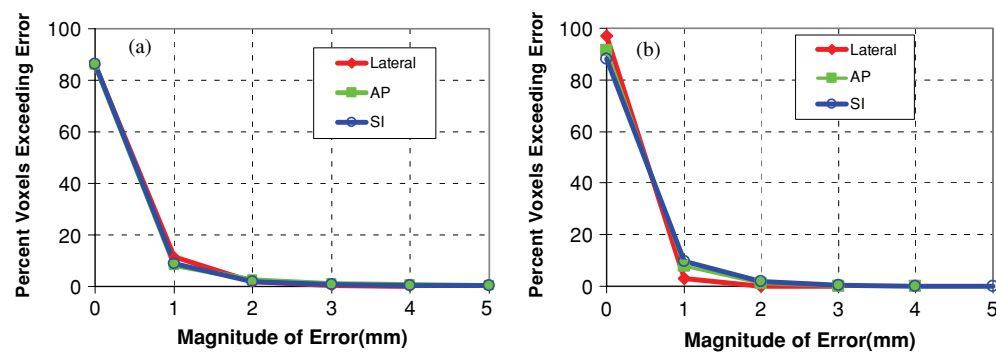 (a)
Percent Voxels Exceeding Error
100
80
60
40
20
0
Lateral
AP
SI
0 1 2 3 4 5
Magnitude of Error(mm)
(b)
Percent Voxels Exceeding Error
100
80
60
40
20
0
Lateral
AP
SI
0 1 2 3 4 5
Magnitude of Error(mm)